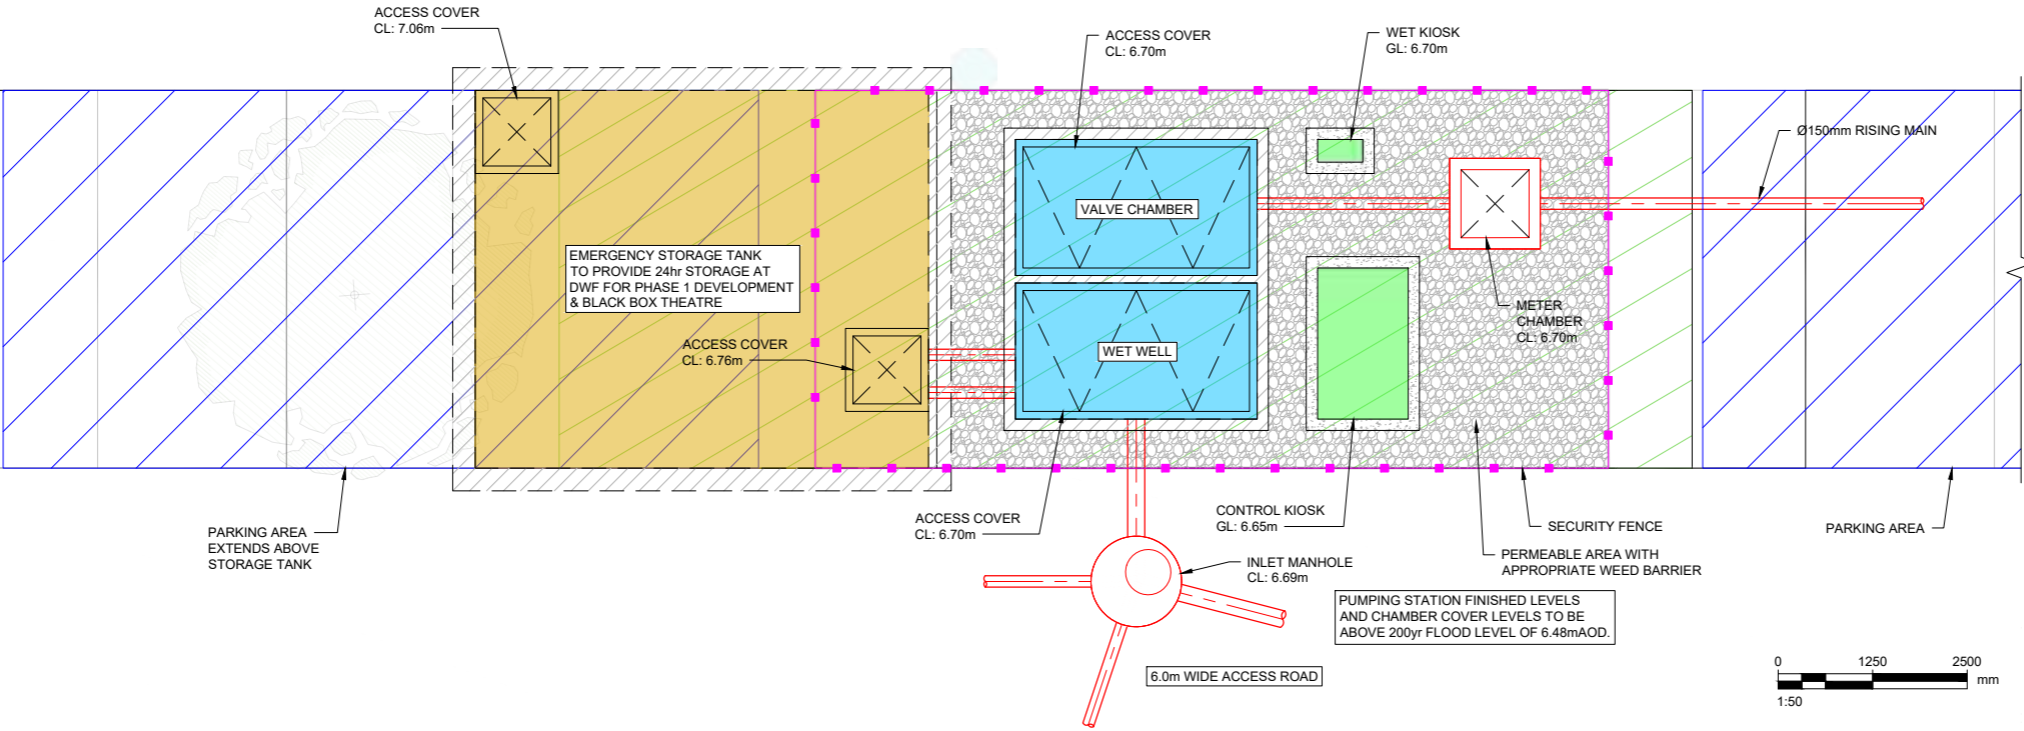 ACCESS COVER
CL: 7.06m
ACCESS COVER
CL: 6.70m
WET KIOSK
GL: 6.70m
Ø150mm RISING MAIN
VALVE CHAMBER
EMERGENCY STORAGE TANK
TO PROVIDE 24hr STORAGE AT
DWF FOR PHASE 1 DEVELOPMENT
& BLACK BOX THEATRE
ACCESS COVER
CL: 6.76m
WET WELL
METER
CHAMBER
CL: 6.70m
PARKING AREA
EXTENDS ABOVE
STORAGE TANK
ACCESS COVER
CL: 6.70m
CONTROL KIOSK
GL: 6.65m
SECURITY FENCE
PARKING AREA
PERMEABLE AREA WITH
APPROPRIATE WEED BARRIER
INLET MANHOLE
CL: 6.69m
PUMPING STATION FINISHED LEVELS
AND CHAMBER COVER LEVELS TO BE
ABOVE 200yr FLOOD LEVEL OF 6.48mAOD.
6.0m WIDE ACCESS ROAD
0 1250 2500
mm
1:50